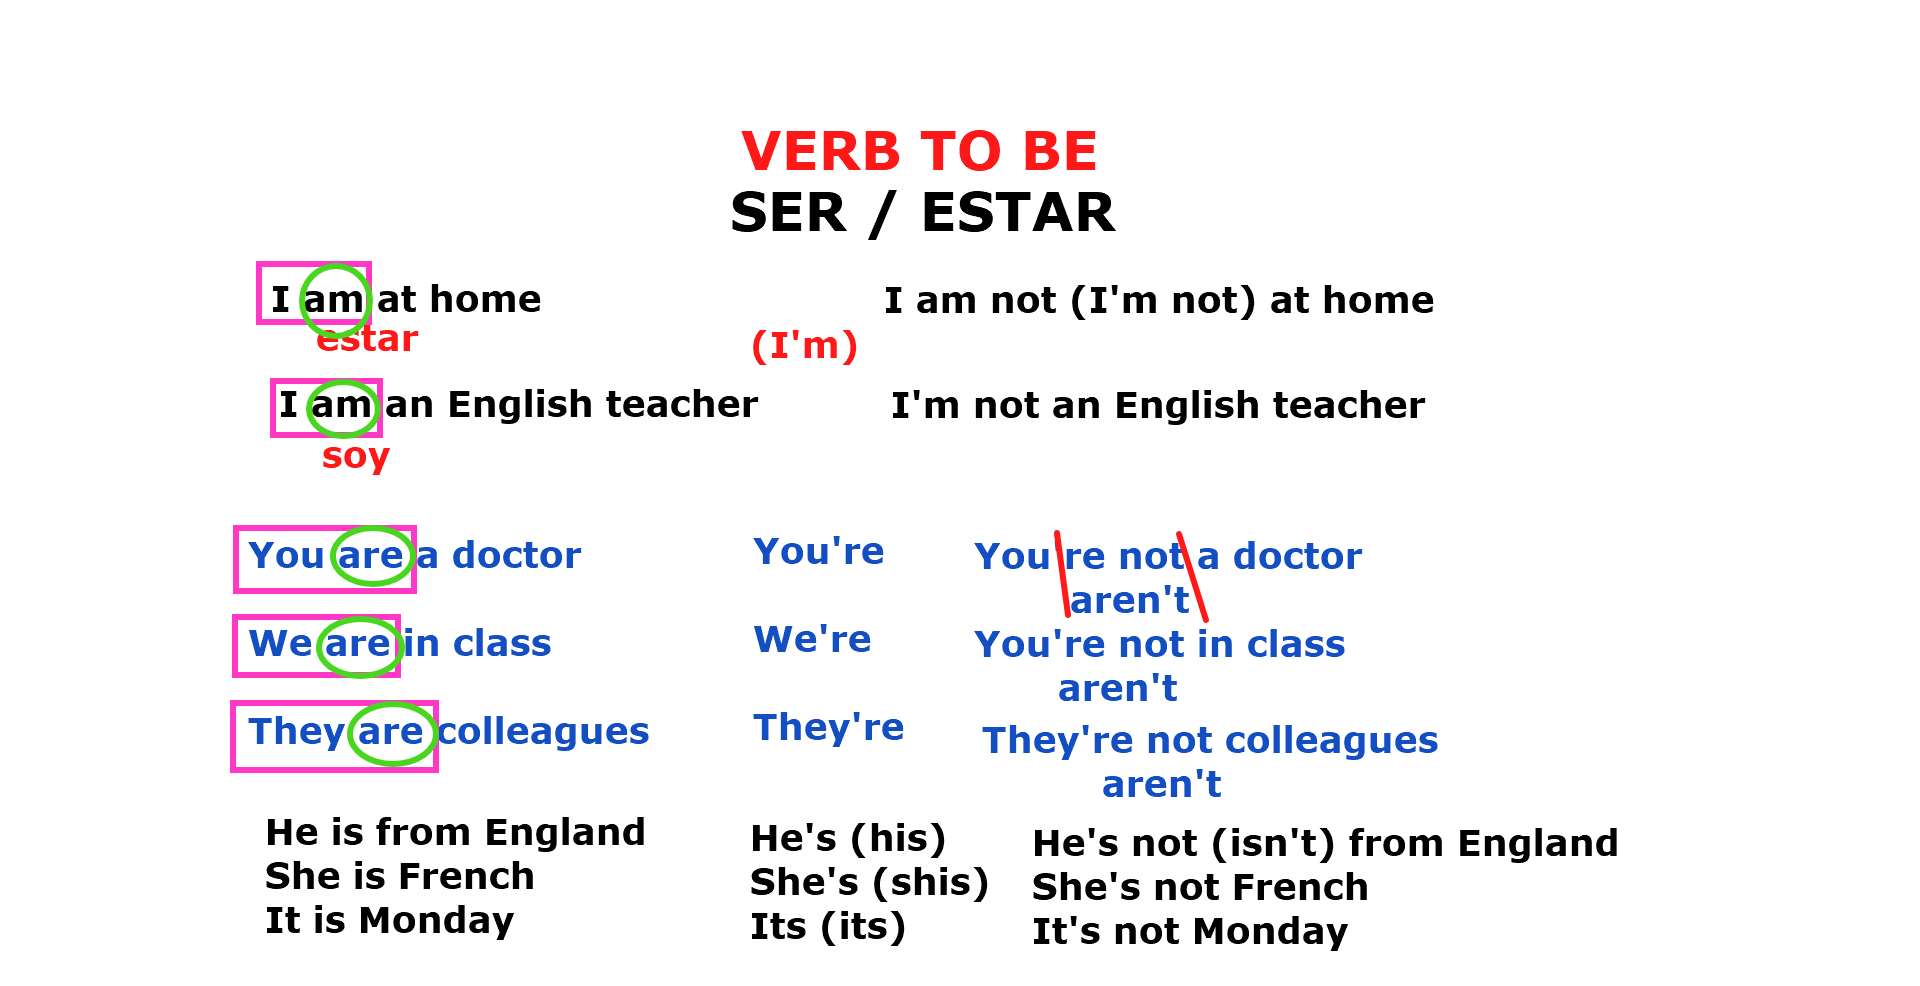 VERB TO BE
SER / ESTAR
I am at home
I am not (I'm not) at home
estar
(I'm)
I am an English teacher
I'm not an English teacher
soy
You are a doctor
You're
You're not a doctor
aren't
We are in class
We're
You're not in class
aren't
They are colleagues
They're
They're not colleagues
aren't
He is from England
He's (his)
He's not (isn't) from England
She is French
She's (shis)
She's not French
It is Monday
Its (its)
It's not Monday